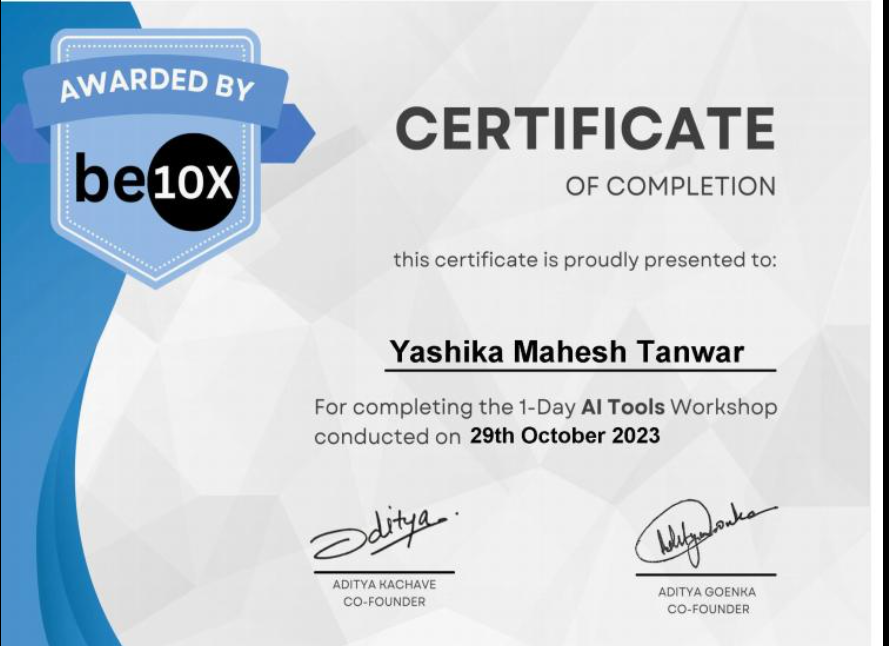 AWARDED BY
be10X
CERTIFICATE
OF COMPLETION
this certificate is proudly presented to:
Yashika Mahesh Tanwar
For completing the 1-Day AI Tools Workshop
conducted on 29th October 2023
Aditya.
AdityaGoenka
ADITYA KACHAVE
CO-FOUNDER
ADITYA GOENKA
CO-FOUNDER